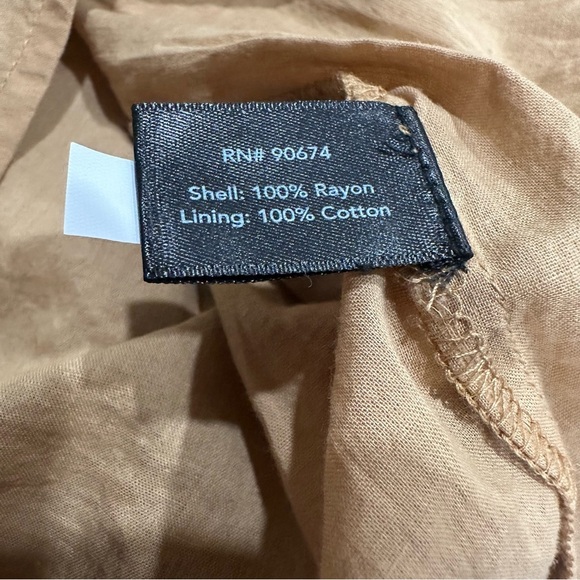 RN# 90674
Shell: 100% Rayon
Lining: 100% Cotton